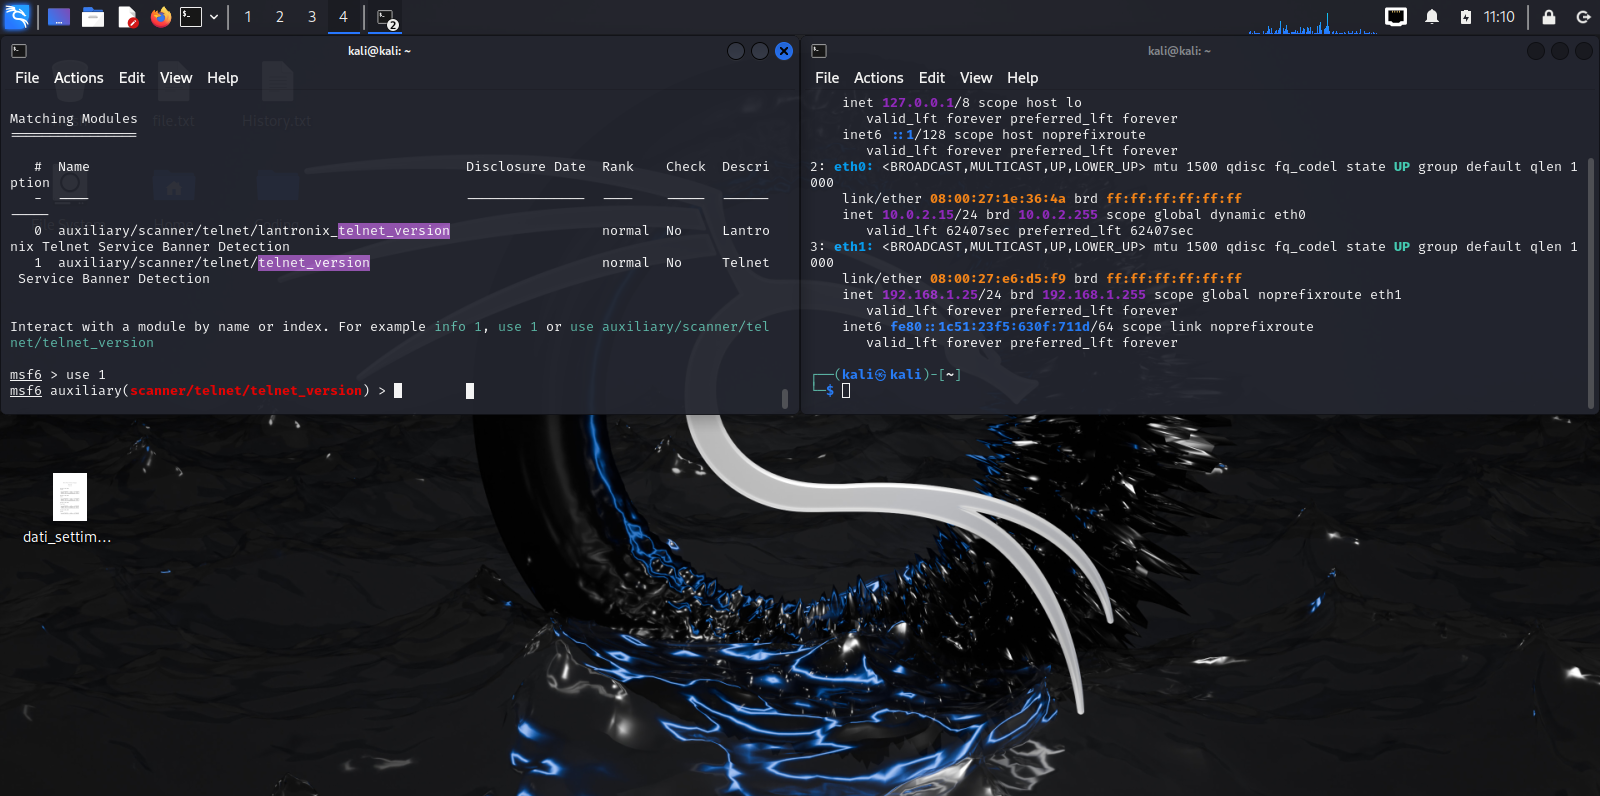 1 2 3 4 2 11:10
kali@kali: ~
File Actions Edit View Help
Matching Modules
# Name Disclosure Date Rank Check Descri
ption
- ---- --------------- ---- ----- ------
-----
0 auxiliary/scanner/telnet/lantronix_telnet_version normal No Lantro
nix Telnet Service Banner Detection
1 auxiliary/scanner/telnet/telnet_version normal No Telnet
Service Banner Detection
Interact with a module by name or index. For example info 1, use 1 or use auxiliary/scanner/tel
net/telnet_version
msf6 > use 1
msf6 auxiliary(scanner/telnet/telnet_version) >
file.txt
History.txt
Home
kali@kali: ~
File Actions Edit View Help
inet 127.0.0.1/8 scope host lo
valid_lft forever preferred_lft forever
inet6 ::1/128 scope host noprefixroute
valid_lft forever preferred_lft forever
2: eth0: <BROADCAST,MULTICAST,UP,LOWER_UP> mtu 1500 qdisc fq_codel state UP group default qlen 1
000
link/ether 08:00:27:1e:36:4a brd ff:ff:ff:ff:ff:ff
inet 10.0.2.15/24 brd 10.0.2.255 scope global dynamic eth0
valid_lft 62407sec preferred_lft 62407sec
3: eth1: <BROADCAST,MULTICAST,UP,LOWER_UP> mtu 1500 qdisc fq_codel state UP group default qlen 1
000
link/ether 08:00:27:e6:d5:f9 brd ff:ff:ff:ff:ff:ff
inet 192.168.1.25/24 brd 192.168.1.255 scope global noprefixroute eth1
valid_lft forever preferred_lft forever
inet6 fe80::1c51:23f5:630f:711d/64 scope link noprefixroute
valid_lft forever preferred_lft forever
┌──(kali㉿kali)-[~]
└─$
dati_settim...